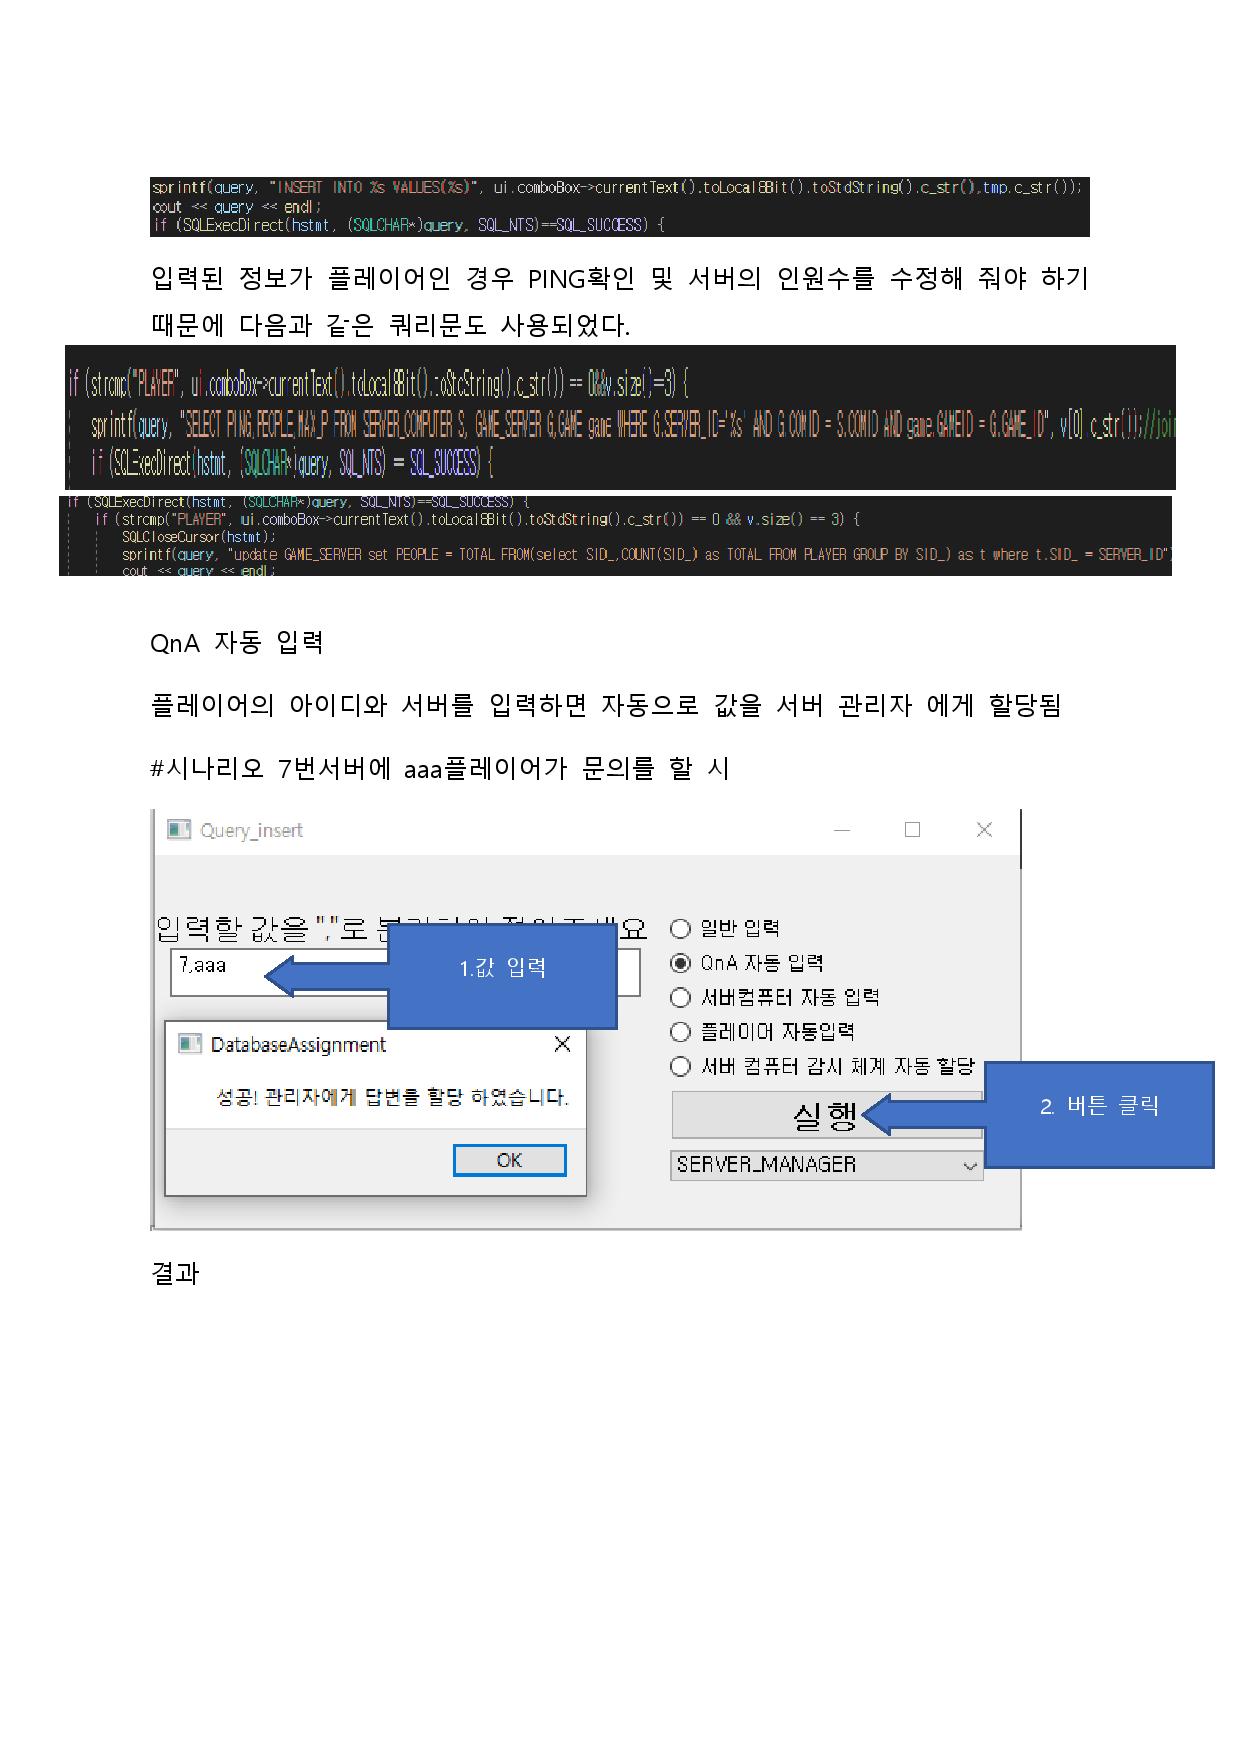 sprintf(query, "INSERT INTO %s VALUES(%s)", ui.comboBox->currentText().toLocal8Bit().toStdString().c_str(),tmp.c_str());
cout << query << endl;
if (SQLExecDirect(hstmt, (SQLCHAR*)query, SQL_NTS)==SQL_SUCCESS) {
입력된 정보가 플레이어인 경우 PING확인 및 서버의 인원수를 수정해 줘야 하기
때문에 다음과 같은 쿼리문도 사용되었다.
if (strcmp("PLAYER", ui.comboBox->currentText().toLocal8Bit().toStdString().c_str()) == 0&&v.size()==3) {
sprintf(query, "SELECT PING,PEOPLE,MAX_P FROM SERVER_COMPUTER S, GAME_SERVER G,GAME game WHERE G.SERVER_ID='%s' AND G.COMID = S.COMID AND game.GAMEID = G.GAME_ID", v[0].c_str());//join
if (SQLExecDirect(hstmt, (SQLCHAR*)query, SQL_NTS) == SQL_SUCCESS) {
if (SQLExecDirect(hstmt, (SQLCHAR*)query, SQL_NTS)==SQL_SUCCESS) {
if (strcmp("PLAYER", ui.comboBox->currentText().toLocal8Bit().toStdString().c_str()) == 0 && v.size() == 3) {
SQLCloseCursor(hstmt);
sprintf(query, "update GAME_SERVER set PEOPLE = TOTAL FROM(select SID_,COUNT(SID_) as TOTAL FROM PLAYER GROUP BY SID_) as t where t.SID_ = SERVER_ID")
cout << query << endl;
QnA 자동 입력
플레이어의 아이디와 서버를 입력하면 자동으로 값을 서버 관리자 에게 할당됨
#시나리오 7번서버에 aaa플레이어가 문의를 할 시
Query_insert
입력할 값을 ","로
일반 입력
7,aaa
1.값 입력
QnA 자동 입력
서버컴퓨터 자동 입력
플레이어 자동입력
DatabaseAssignment
서버 컴퓨터 감시 체계 자동 할당
성공! 관리자에게 답변을 할당 하였습니다.
실행
2. 버튼 클릭
OK
SERVER_MANAGER
결과